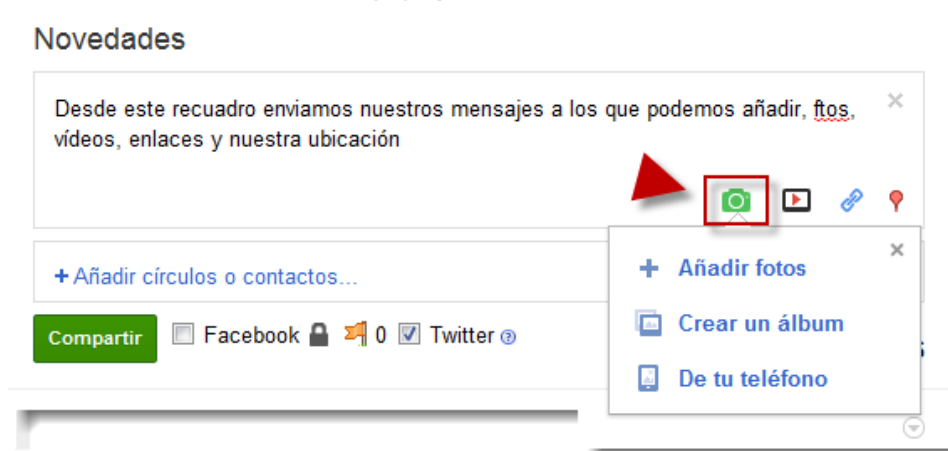 Novedades
Desde este recuadro enviamos nuestros mensajes a los que podemos añadir, ftos,
vídeos, enlaces y nuestra ubicación
+ Añadir círculos o contactos...
+ Añadir fotos
Crear un álbum
De tu teléfono
Compartir Facebook 0 Twitter ?